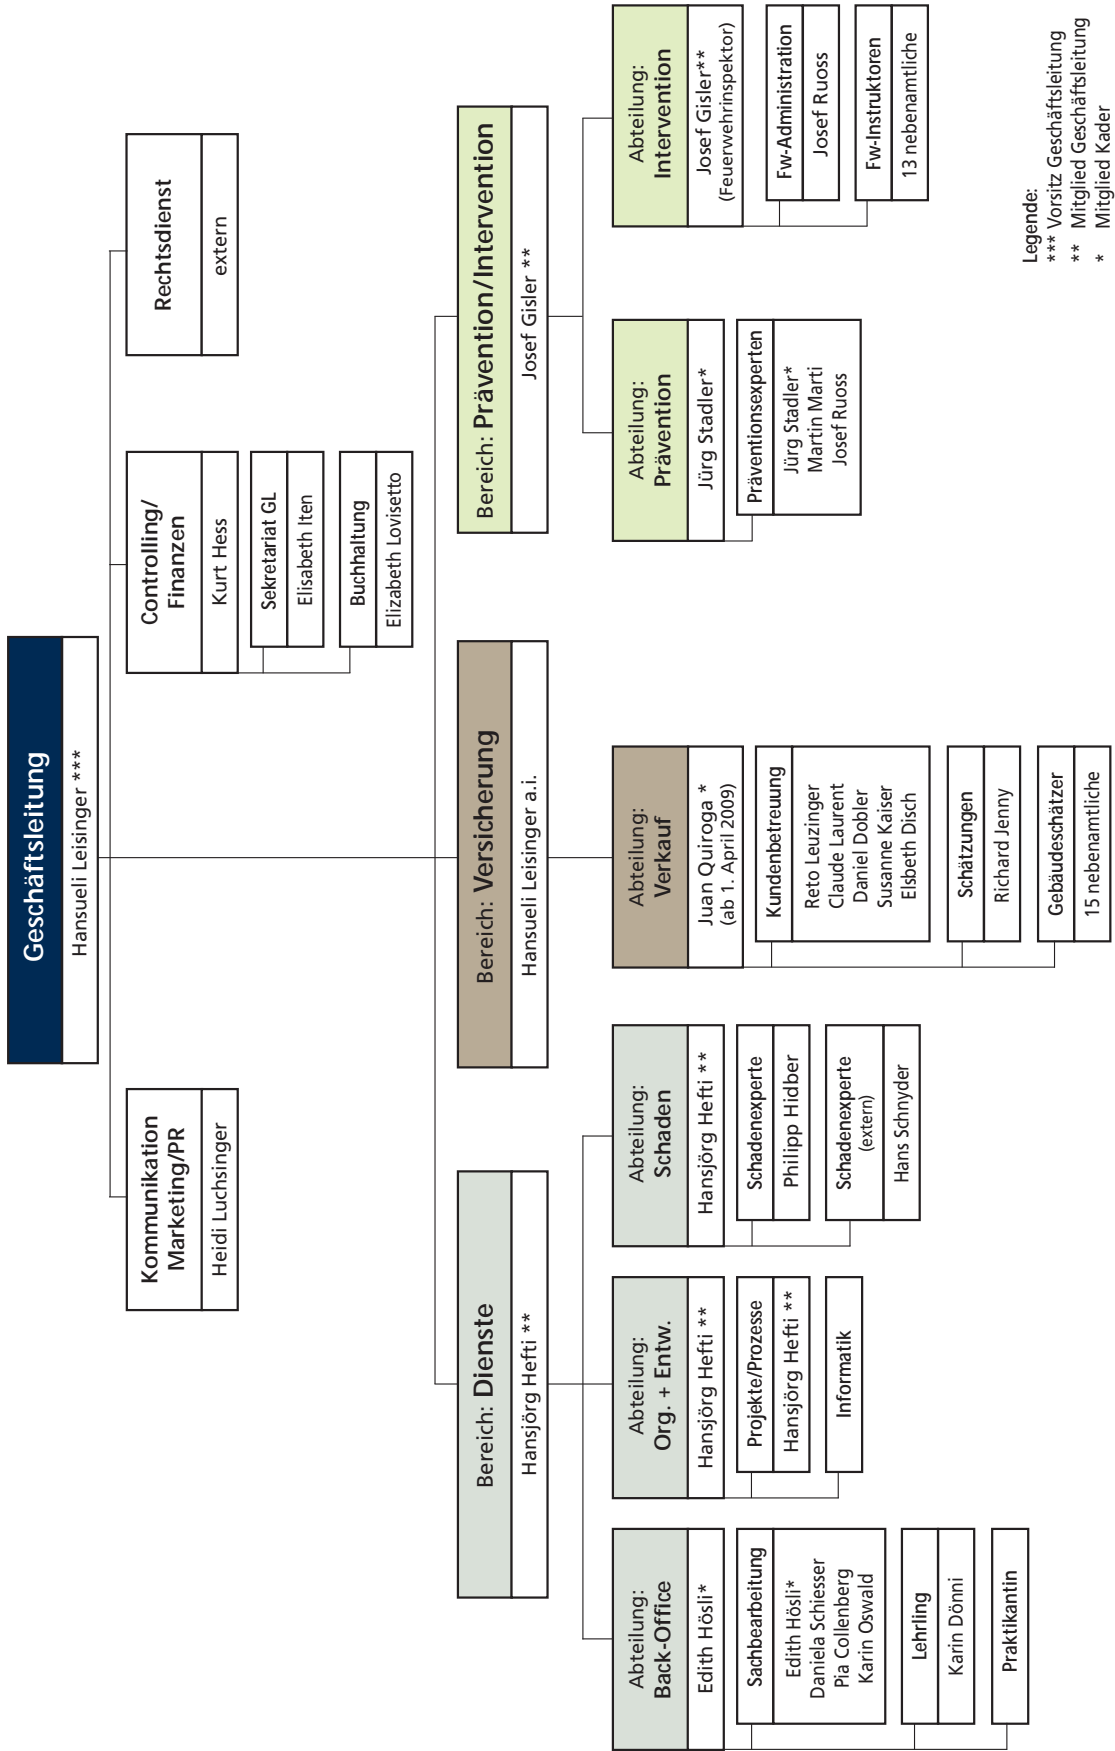 Geschäftsleitung
Hansueli Leisinger ***
Kommunikation
Marketing/PR
Heidi Luchsinger
Controlling/
Finanzen
Kurt Hess
Sekretariat GL
Elisabeth Iten
Buchhaltung
Elizabeth Lovisetto
Rechtsdienst
extern
Bereich: Dienste
Hansjörg Hefti **
Abteilung:
Back-Office
Edith Hösli*
Sachbearbeitung
Edith Hösli*
Daniela Schiesser
Pia Collenberg
Karin Oswald
Lehrling
Karin Dönni
Praktikantin
Abteilung:
Org. + Entw.
Hansjörg Hefti **
Projekte/Prozesse
Hansjörg Hefti **
Informatik
Abteilung:
Schaden
Hansjörg Hefti **
Schadenexperte
Philipp Hidber
Schadenexperte
(extern)
Hans Schnyder
Bereich: Versicherung
Hansueli Leisinger a.i.
Abteilung:
Verkauf
Juan Quiroga *
(ab 1. April 2009)
Kundenbetreuung
Reto Leuzinger
Claude Laurent
Daniel Dobler
Susanne Kaiser
Elsbeth Disch
Schätzungen
Richard Jenny
Gebäudeschätzer
15 nebenamtliche
Bereich: Prävention/Intervention
Josef Gisler **
Abteilung:
Prävention
Jürg Stadler*
Präventionsexperten
Jürg Stadler*
Martin Marti
Josef Ruoss
Abteilung:
Intervention
Josef Gisler**
(Feuerwehrinspektor)
Fw-Administration
Josef Ruoss
Fw-Instruktoren
13 nebenamtliche
Legende:
*** Vorsitz Geschäftsleitung
** Mitglied Geschäftsleitung
* Mitglied Kader